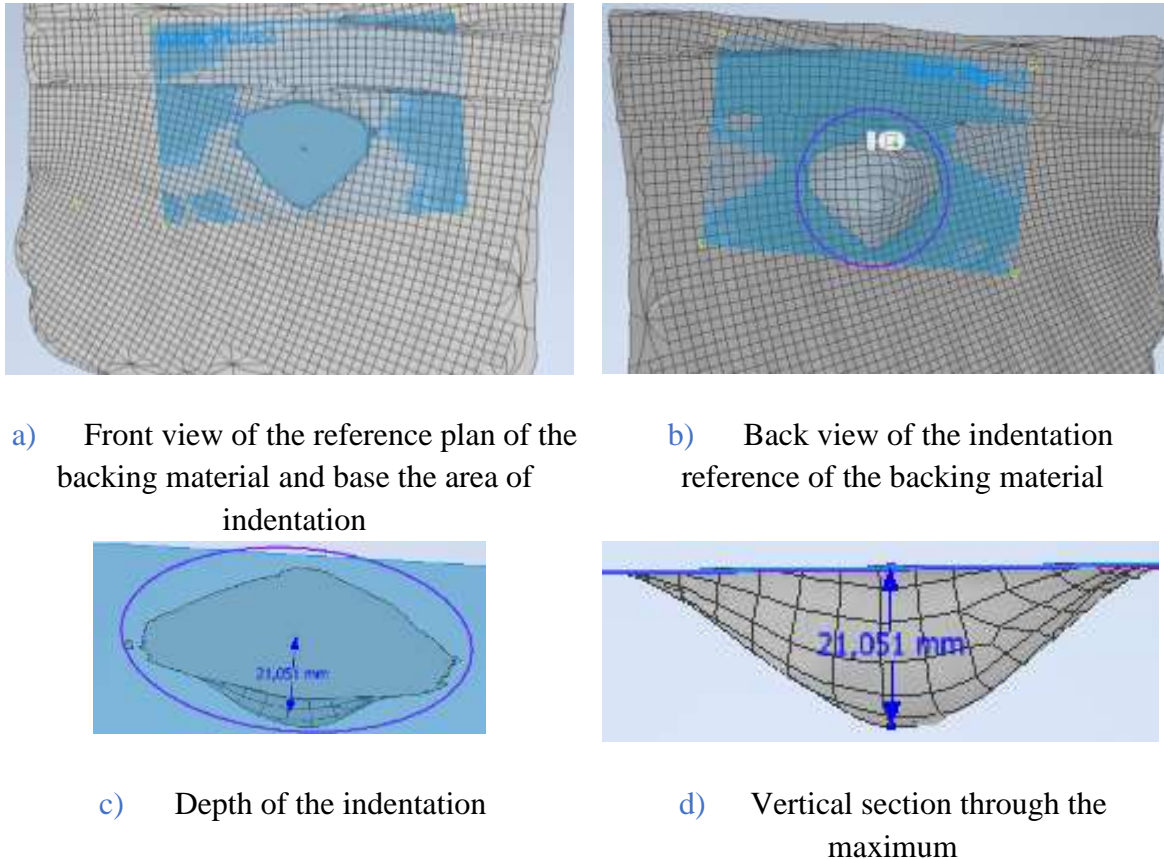 a) Front view of the reference plan of the
backing material and base the area of
indentation
b) Back view of the indentation
reference of the backing material
21,051 mm
21,051 mm
c) Depth of the indentation
d) Vertical section through the
maximum